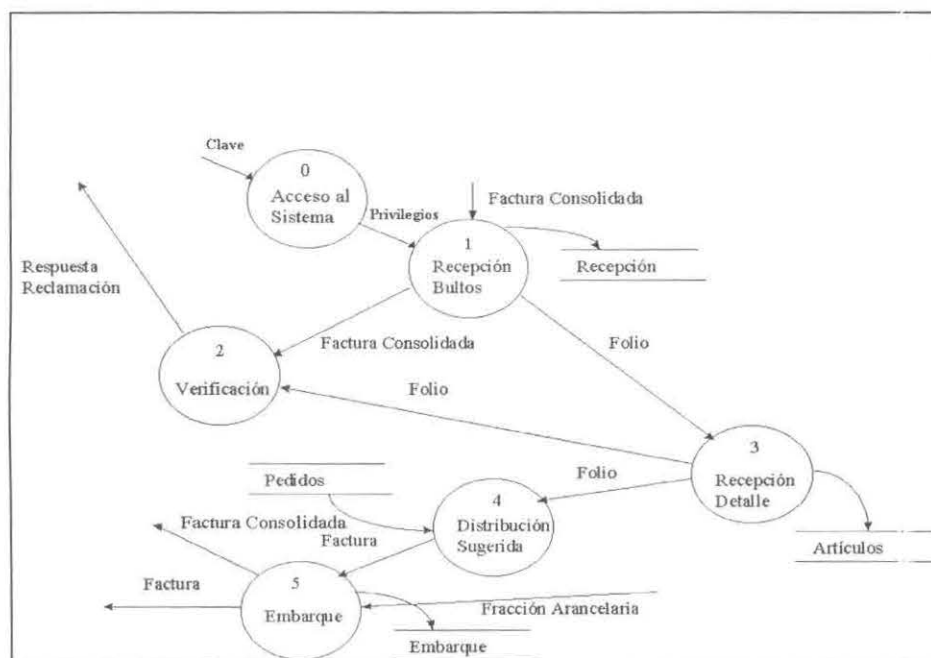 Clave
0
Acceso al
Sistema
Privilegios
Factura Consolidada
1
Recepción
Bultos
Recepción
Respuesta
Reclamación
2
Verificación
Factura Consolidada
Folio
Folio
3
Recepción
Detalle
Pedidos
Folio
4
Distribución
Sugerida
Factura Consolidada
Factura
Artículos
Factura
5
Embarque
Fracción Arancelaria
Embarque